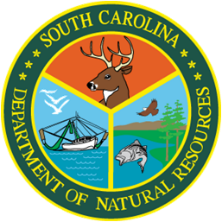 SOUTH CAROLINA
DEPARTMENT OF NATURAL RESOURCES